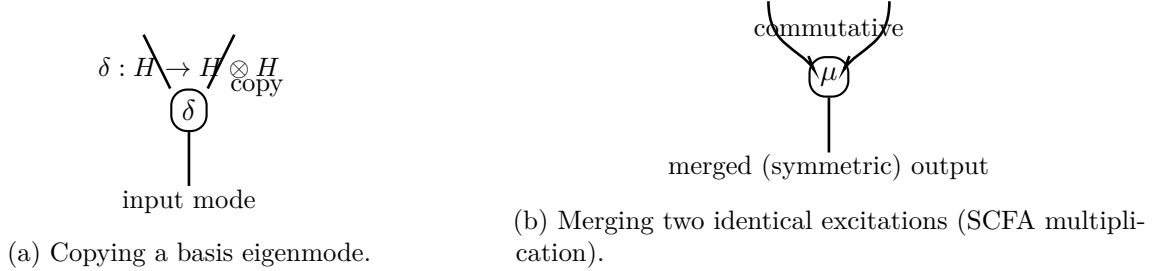 δ : H → H ⊗ H
copy
δ
input mode
(a) Copying a basis eigenmode.
commutative
μ
merged (symmetric) output
(b) Merging two identical excitations (SCFA multipli-
cation).